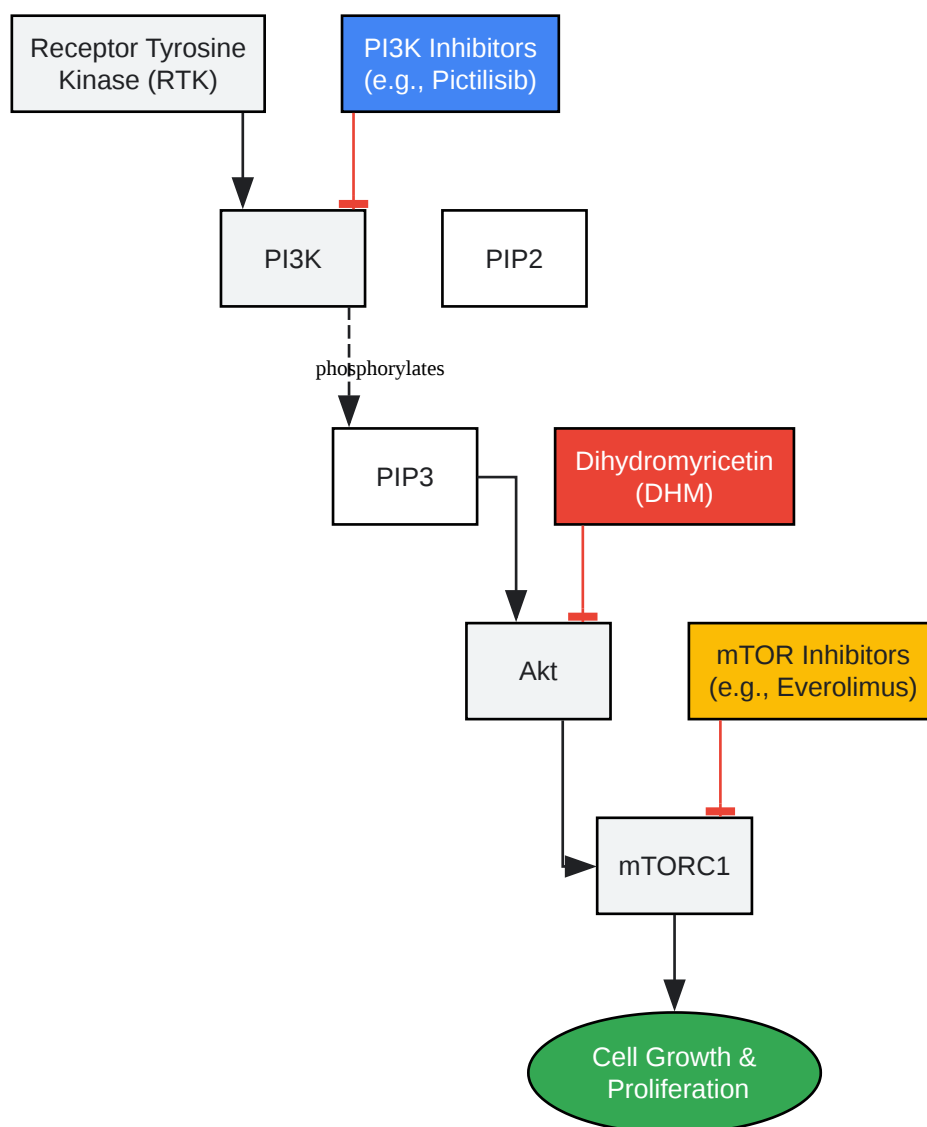 Receptor Tyrosine
Kinase (RTK)
PI3K Inhibitors
(e.g., Pictilisib)
PI3K
PIP2
phosphorylates
PIP3
Dihydromyricetin
(DHM)
Akt
mTOR Inhibitors
(e.g., Everolimus)
mTORC1
Cell Growth &
Proliferation